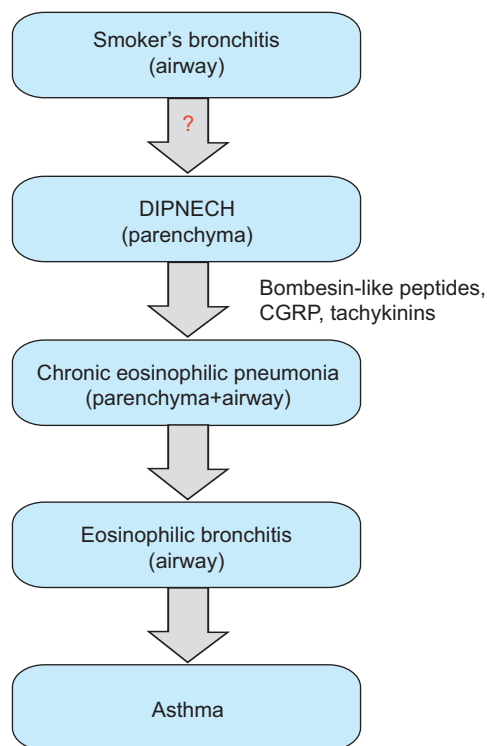 Smoker's bronchitis
(airway)
?
DIPNECH
(parenchyma)
Bombesin-like peptides,
CGRP, tachykinins
Chronic eosinophilic pneumonia
(parenchyma+airway)
Eosinophilic bronchitis
(airway)
Asthma